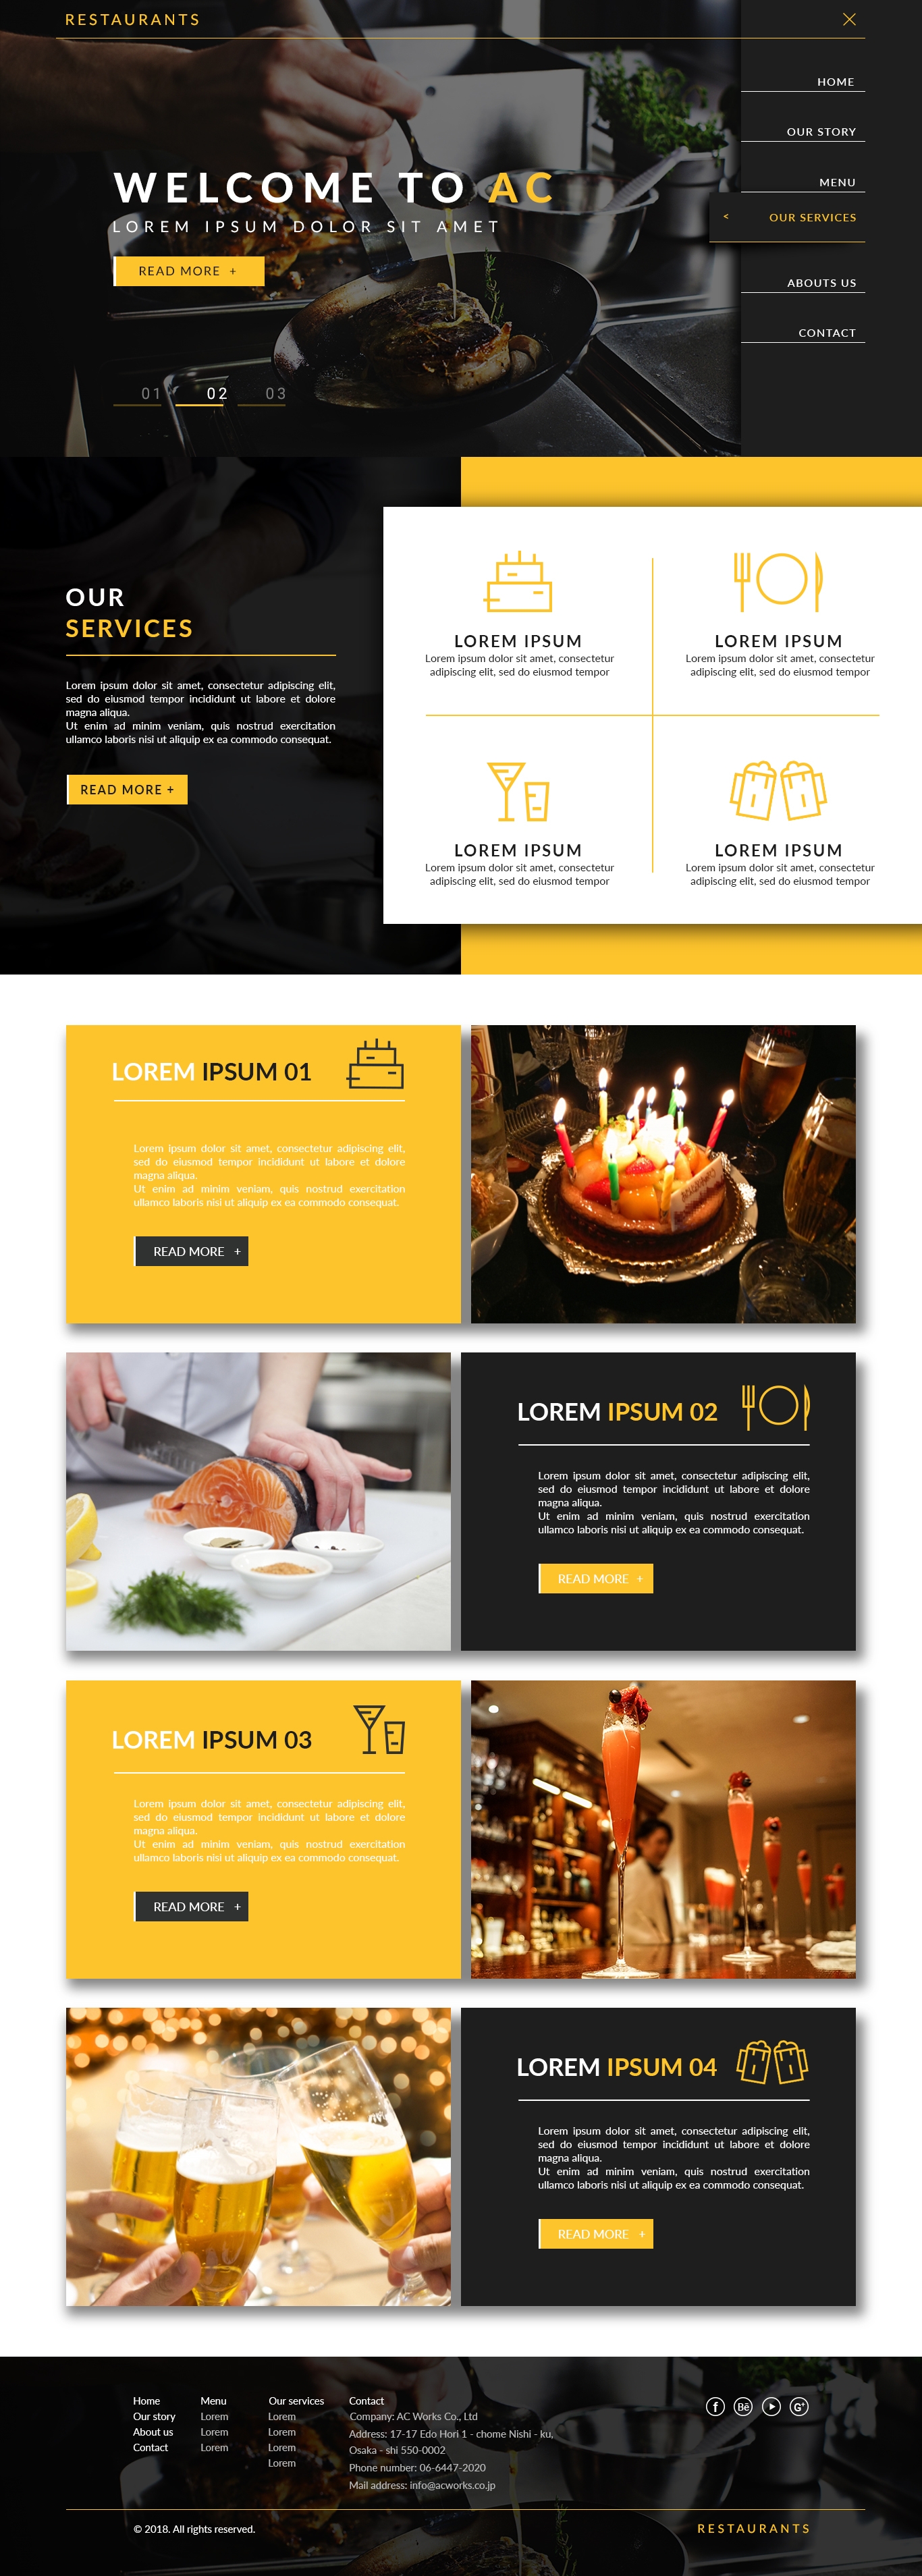 RESTAURANTS
HOME
OUR STORY
MENU
< OUR SERVICES
ABOUTS US
CONTACT
WELCOME TO AC
LOREM IPSUM DOLOR SIT AMET
READ MORE +
01 02 03
OUR
SERVICES
Lorem ipsum dolor sit amet, consectetur adipiscing elit,
sed do eiusmod tempor incididunt ut labore et dolore
magna aliqua.
Ut enim ad minim veniam, quis nostrud exercitation
ullamco laboris nisi ut aliquip ex ea commodo consequat.
READ MORE +
LOREM IPSUM
Lorem ipsum dolor sit amet, consectetur
adipiscing elit, sed do eiusmod tempor
LOREM IPSUM
Lorem ipsum dolor sit amet, consectetur
adipiscing elit, sed do eiusmod tempor
LOREM IPSUM
Lorem ipsum dolor sit amet, consectetur
adipiscing elit, sed do eiusmod tempor
LOREM IPSUM
Lorem ipsum dolor sit amet, consectetur
adipiscing elit, sed do eiusmod tempor
LOREM IPSUM 01
Lorem ipsum dolor sit amet, consectetur adipiscing elit,
sed do eiusmod tempor incididunt ut labore et dolore
magna aliqua.
Ut enim ad minim veniam, quis nostrud exercitation
ullamco laboris nisi ut aliquip ex ea commodo consequat.
READ MORE +
LOREM IPSUM 02
Lorem ipsum dolor sit amet, consectetur adipiscing elit,
sed do eiusmod tempor incididunt ut labore et dolore
magna aliqua.
Ut enim ad minim veniam, quis nostrud exercitation
ullamco laboris nisi ut aliquip ex ea commodo consequat.
READ MORE +
LOREM IPSUM 03
Lorem ipsum dolor sit amet, consectetur adipiscing elit,
sed do eiusmod tempor incididunt ut labore et dolore
magna aliqua.
Ut enim ad minim veniam, quis nostrud exercitation
ullamco laboris nisi ut aliquip ex ea commodo consequat.
READ MORE +
LOREM IPSUM 04
Lorem ipsum dolor sit amet, consectetur adipiscing elit,
sed do eiusmod tempor incididunt ut labore et dolore
magna aliqua.
Ut enim ad minim veniam, quis nostrud exercitation
ullamco laboris nisi ut aliquip ex ea commodo consequat.
READ MORE +
Home
Our story
About us
Contact
Menu
Lorem
Lorem
Lorem
Our services
Lorem
Lorem
Lorem
Lorem
Contact
Company: AC Works Co., Ltd
Address: 17-17 Edo Hori 1 - chome Nishi - ku,
Osaka - shi 550-0002
Phone number: 06-6447-2020
Mail address: info@acworks.co.jp
f Bē G+
© 2018. All rights reserved.
RESTAURANTS